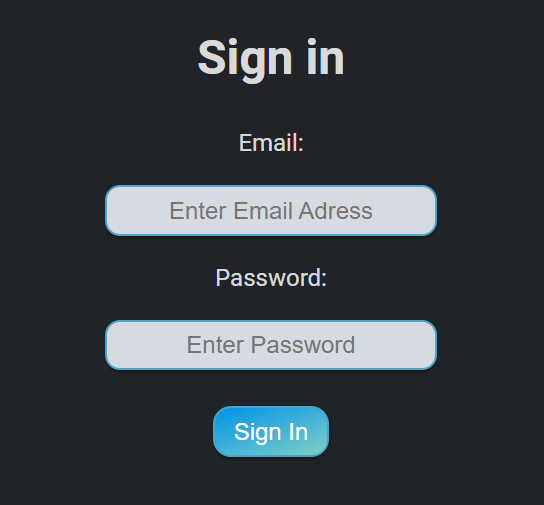 Sign in
Email:
Enter Email Adress
Password:
Enter Password
Sign In